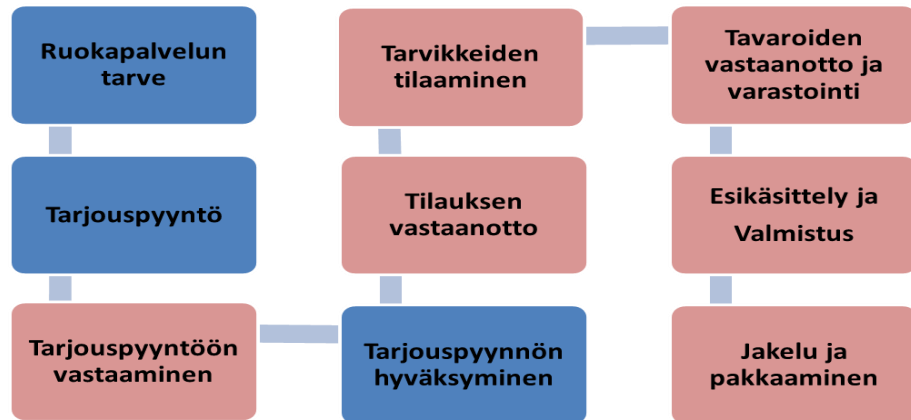 Ruokapalvelun
tarve
Tarjouspyyntö
Tarjouspyyntöön
vastaaminen
Tarjouspyynnön
hyväksyminen
Tilauksen
vastaanotto
Tarvikkeiden
tilaaminen
Tavaroiden
vastaanotto ja
varastointi
Esikäsittely ja
Valmistus
Jakelu ja
pakkaaminen